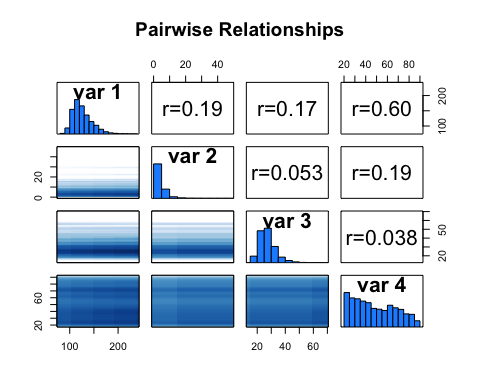 Pairwise Relationships
0 20 40
20 40 60 80
var 1
r=0.19
r=0.17
r=0.60
100 200
0 20
var 2
r=0.053
r=0.19
var 3
r=0.038
20 40 60
20 60
var 4
100 200
20 40 60